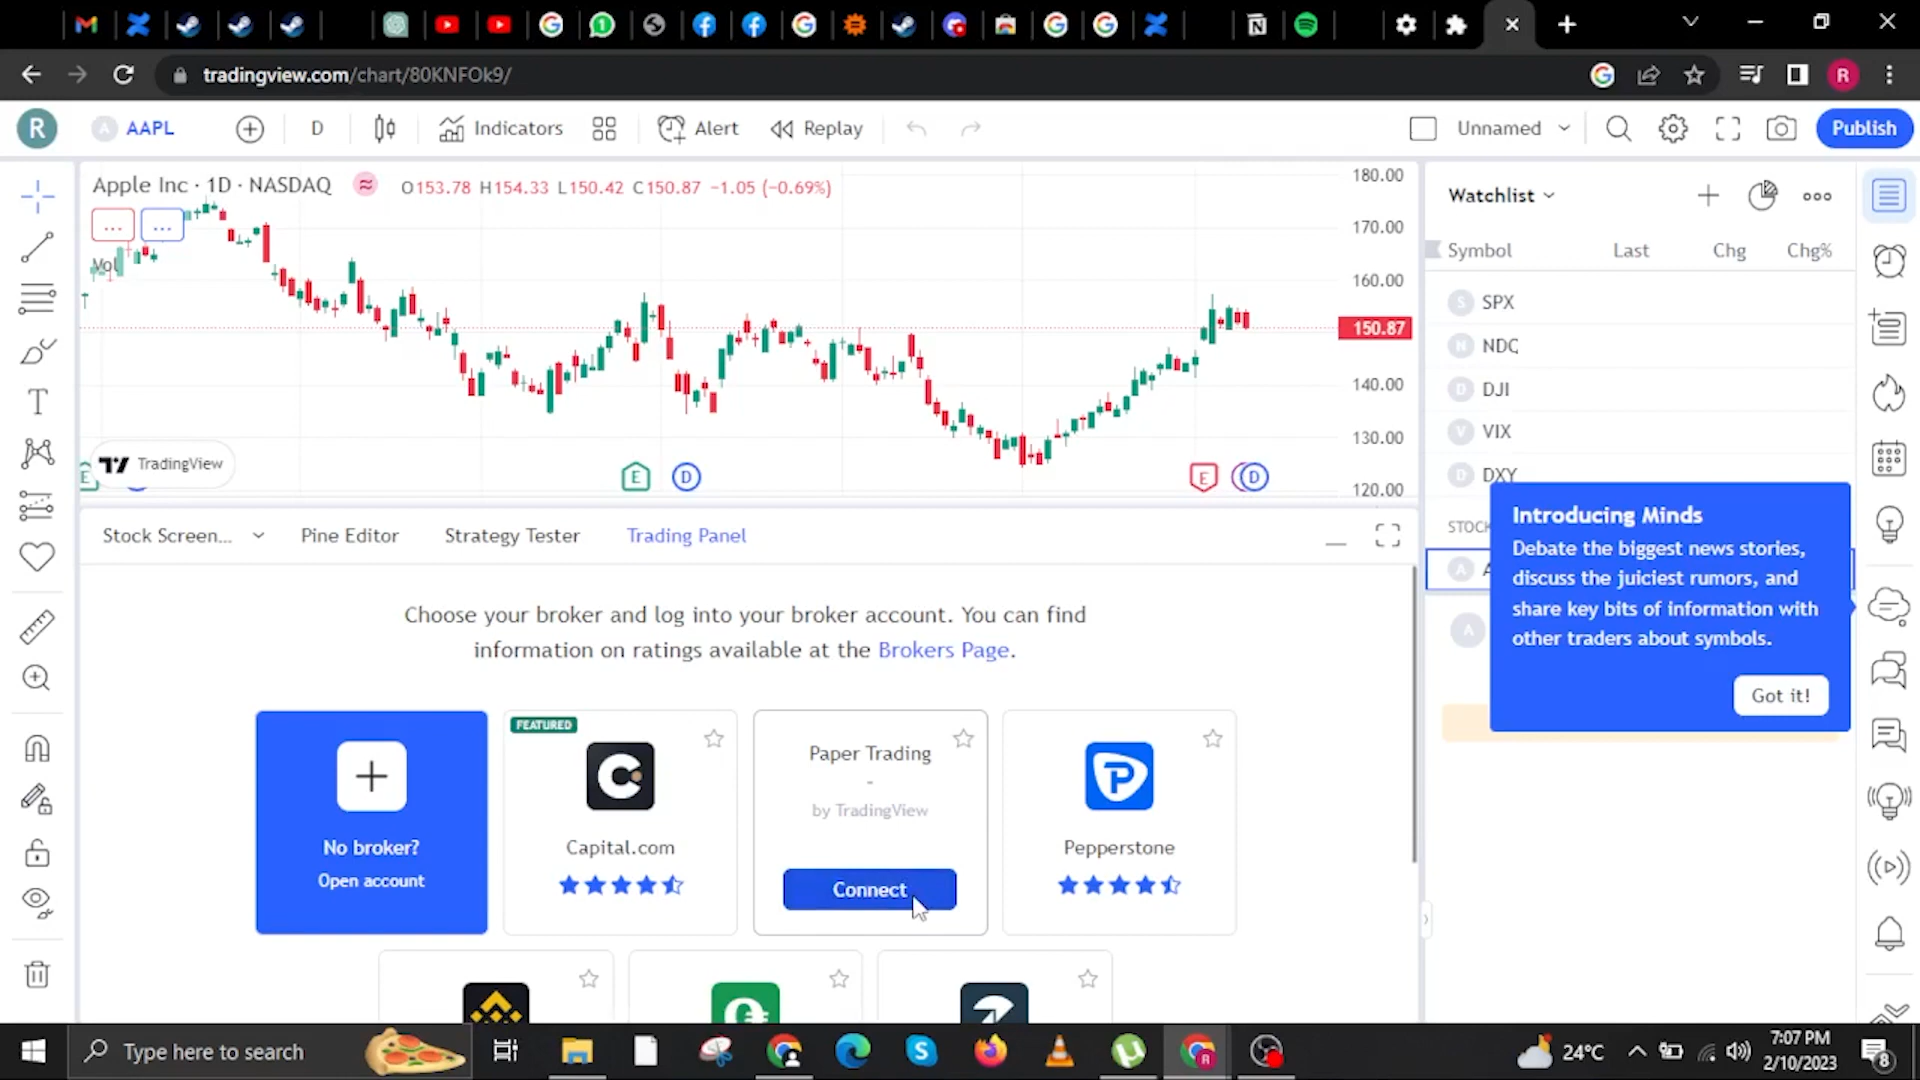 tradingview.com/chart/80KNFOk9/
R
R
A AAPL
D
Indicators
Alert
Replay
Unnamed
Publish
Apple Inc · 1D · NASDAQ
O153.78 H154.33 L150.42 C150.87 −1.05 (−0.69%)
...
...
Vol
180.00
170.00
160.00
150.87
140.00
130.00
120.00
TradingView
E
E
D
E
D
Watchlist
Symbol Last Chg Chg%
S SPX
N NDQ
D DJI
V VIX
D DXY
A
A
Introducing Minds
Debate the biggest news stories,
discuss the juiciest rumors, and
share key bits of information with
other traders about symbols.
Got it!
Stock Screen...
Pine Editor
Strategy Tester
Trading Panel
Choose your broker and log into your broker account. You can find
information on ratings available at the Brokers Page.
No broker?
Open account
FEATURED
Capital.com
Paper Trading
-
by TradingView
Connect
Pepperstone
Type here to search
24°C
7:07 PM
2/10/2023
8